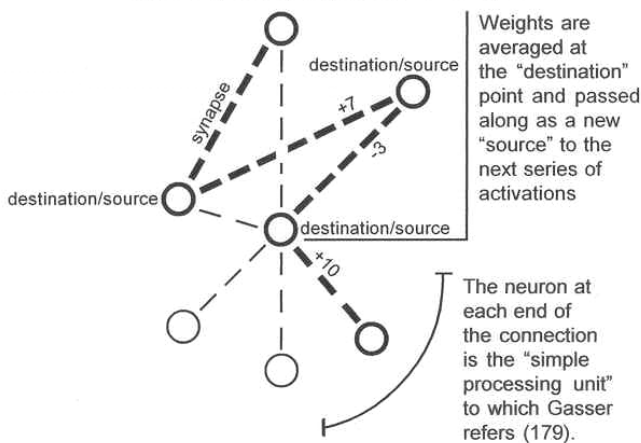 Weights are
averaged at
the “destination”
point and passed
along as a new
“source” to the
next series of
activations
destination/source
synapse
+7
-3
destination/source
destination/source
+10
The neuron at
each end of
the connection
is the “simple
processing unit”
to which Gasser
refers (179).